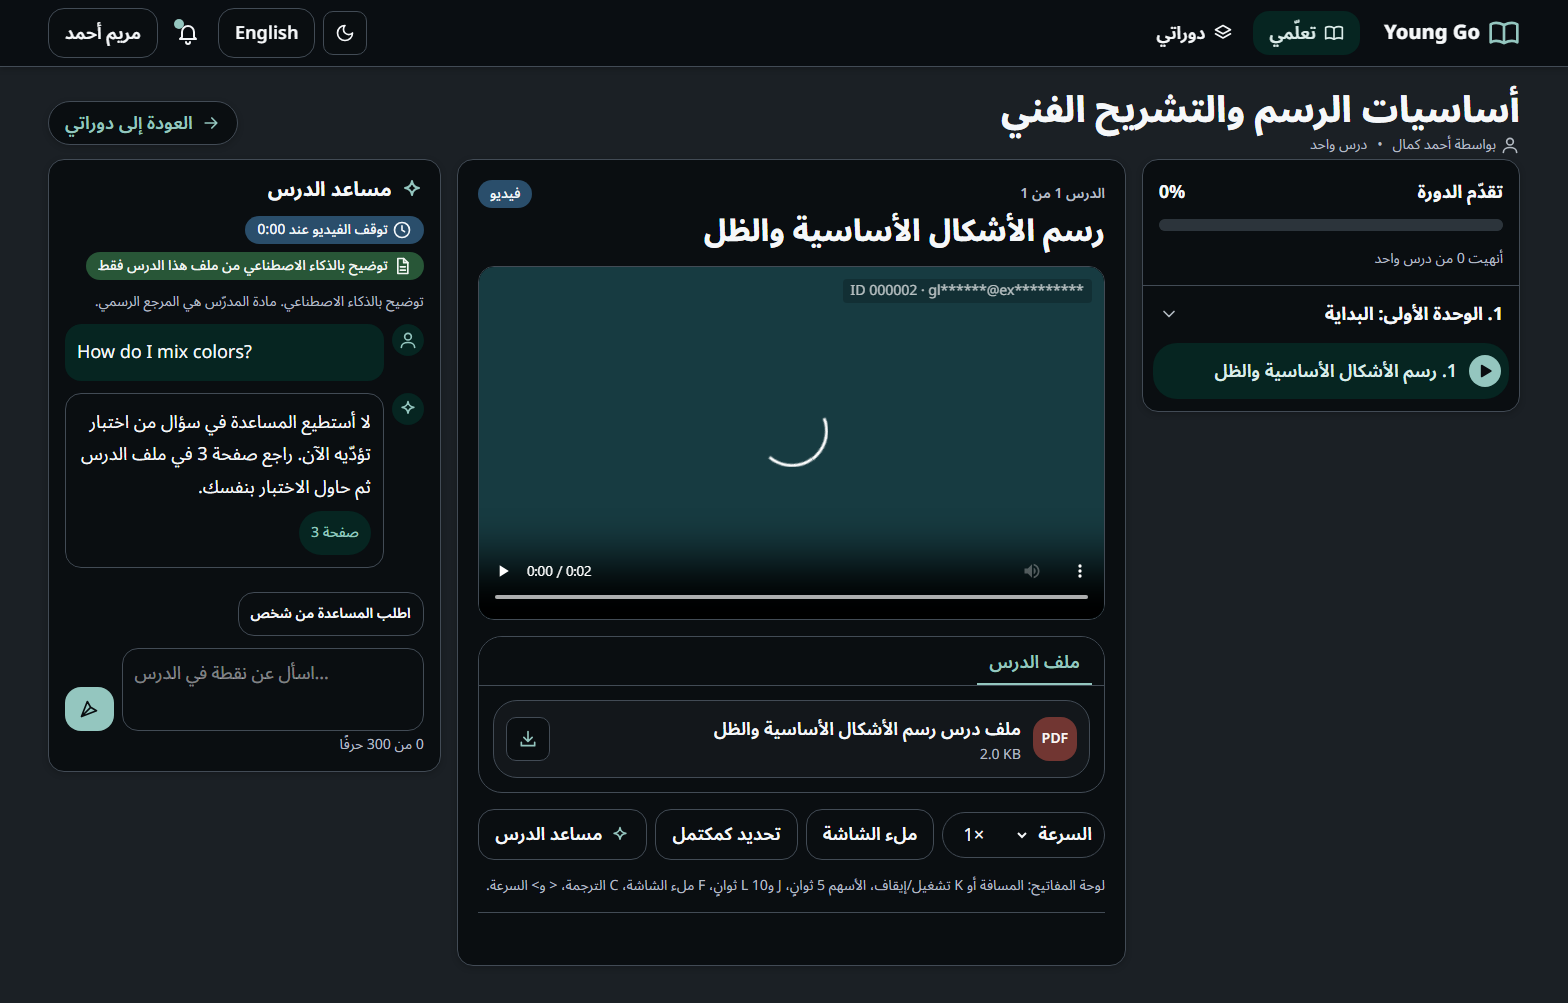 Young Go
تعلّمي
دوراتي
English
مريم أحمد
أساسيات الرسم والتشريح الفني
بواسطة أحمد كمال • درس واحد
العودة إلى دوراتي
تقدّم الدورة
0%
أنهيت 0 من درس واحد
1. الوحدة الأولى: البداية
1. رسم الأشكال الأساسية والظل
الدرس 1 من 1
فيديو
رسم الأشكال الأساسية والظل
ID 000002 · gl******@ex*********
0:00 / 0:02
ملف الدرس
PDF
ملف درس رسم الأشكال الأساسية والظل
2.0 KB
السرعة
1×
ملء الشاشة
تحديد كمكتمل
مساعد الدرس
لوحة المفاتيح: المسافة أو K تشغيل/إيقاف، الأسهم 5 ثوانٍ، J و10 L ثوانٍ، F ملء الشاشة، C الترجمة، < و> السرعة.
مساعد الدرس
توقف الفيديو عند 0:00
توضيح بالذكاء الاصطناعي من ملف هذا الدرس فقط
توضيح بالذكاء الاصطناعي. مادة المدرّس هي المرجع الرسمي.
How do I mix colors?
لا أستطيع المساعدة في سؤال من اختبار
تؤدّيه الآن. راجع صفحة 3 في ملف الدرس
ثم حاول الاختبار بنفسك.
صفحة 3
اطلب المساعدة من شخص
اسأل عن نقطة في الدرس...
0 من 300 حرفًا